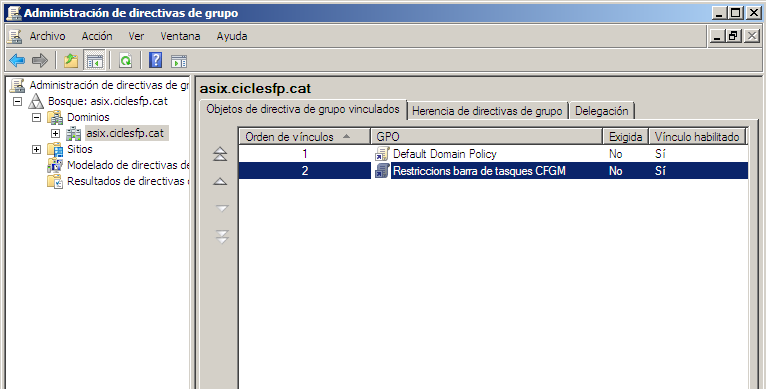 Administración de directivas de grupo
Archivo Acción Ver Ventana Ayuda
Administración de directivas de gr
Bosque: asix.ciclesfp.cat
Dominios
asix.ciclesfp.cat
Sitios
Modelado de directivas de
Resultados de directivas
asix.ciclesfp.cat
Objetos de directiva de grupo vinculados Herencia de directivas de grupo Delegación
Orden de vínculos GPO Exigida Vínculo habilitado
1 Default Domain Policy No Sí
2 Restriccions barra de tasques CFGM No Sí